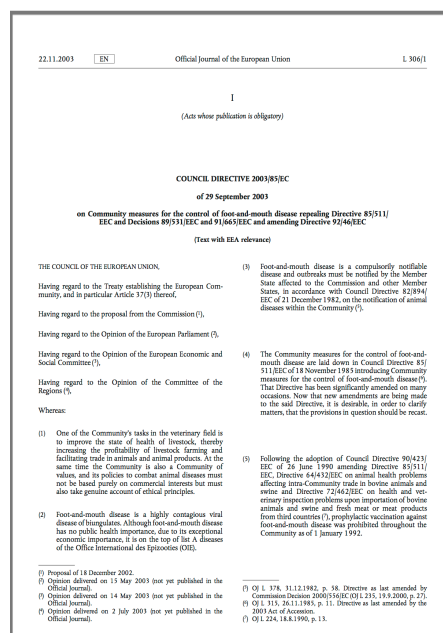 22.11.2003
EN
Official Journal of the European Union
L 306/1
I
(Acts whose publication is obligatory)
COUNCIL DIRECTIVE 2003/85/EC
of 29 September 2003
on Community measures for the control of foot-and-mouth disease repealing Directive 85/511/
EEC and Decisions 89/531/EEC and 91/665/EEC and amending Directive 92/46/EEC
(Text with EEA relevance)
THE COUNCIL OF THE EUROPEAN UNION,
Having regard to the Treaty establishing the European Com-
munity, and in particular Article 37(3) thereof,
Having regard to the proposal from the Commission (1),
Having regard to the Opinion of the European Parliament (2),
Having regard to the Opinion of the European Economic and
Social Committee (3),
Having regard to the Opinion of the Committee of the
Regions (4),
Whereas:
(1) One of the Community's tasks in the veterinary field is
to improve the state of health of livestock, thereby
increasing the profitability of livestock farming and
facilitating trade in animals and animal products. At the
same time the Community is also a Community of
values, and its policies to combat animal diseases must
not be based purely on commercial interests but must
also take genuine account of ethical principles.
(2) Foot-and-mouth disease is a highly contagious viral
disease of biungulates. Although foot-and-mouth disease
has no public health importance, due to its exceptional
economic importance, it is on the top of list A diseases
of the Office International des Epizooties (OIE).
(1) Proposal of 18 December 2002.
(2) Opinion delivered on 15 May 2003 (not yet published in the
Official Journal).
(3) Opinion delivered on 14 May 2003 (not yet published in the
Official Journal).
(4) Opinion delivered on 2 July 2003 (not yet published in the
Official Journal).
(3) Foot-and-mouth disease is a compulsorily notifiable
disease and outbreaks must be notified by the Member
State affected to the Commission and other Member
States, in accordance with Council Directive 82/894/
EEC of 21 December 1982, on the notification of animal
diseases within the Community (5).
(4) The Community measures for the control of foot-and-
mouth disease are laid down in Council Directive 85/
511/EEC of 18 November 1985 introducing Community
measures for the control of foot-and-mouth disease (6).
That Directive has been significantly amended on many
occasions. Now that new amendments are being made
to the said Directive, it is desirable, in order to clarify
matters, that the provisions in question should be recast.
(5) Following the adoption of Council Directive 90/423/
EEC of 26 June 1990 amending Directive 85/511/
EEC, Directive 64/432/EEC on animal health problems
affecting intra-Community trade in bovine animals and
swine and Directive 72/462/EEC on health and vet-
erinary inspection problems upon importation of bovine
animals and swine and fresh meat or meat products
from third countries (7), prophylactic vaccination against
foot-and-mouth disease was prohibited throughout the
Community as of 1 January 1992.
(5) OJ L 378, 31.12.1982, p. 58. Directive as last amended by
Commission Decision 2000/556/EC (OJ L 235, 19.9.2000, p. 27).
(6) OJ L 315, 26.11.1985, p. 11. Directive as last amended by the
2003 Act of Accession.
(7) OJ L 224, 18.8.1990, p. 13.